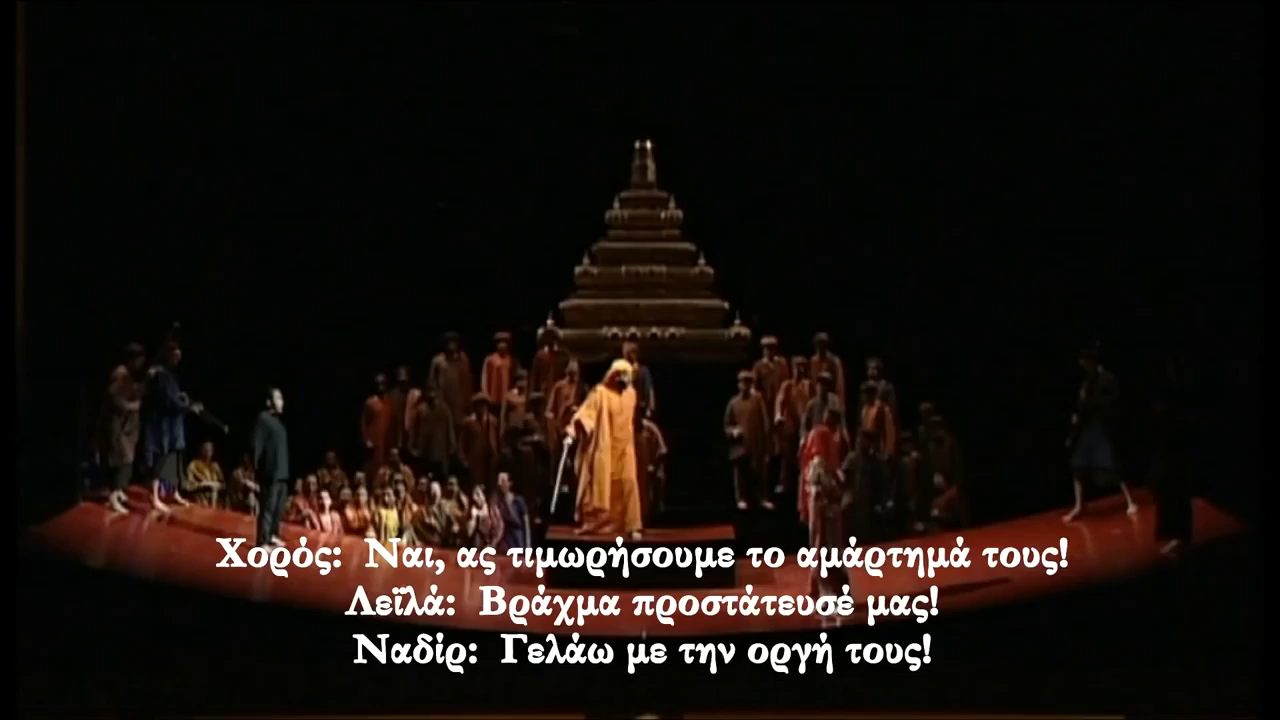 Χορός: Ναι, ας τιμωρήσουμε το αμάρτημά τους!
Λεϊλά: Βράχμα προστάτευσέ μας!
Ναδίρ: Γελάω με την οργή τους!